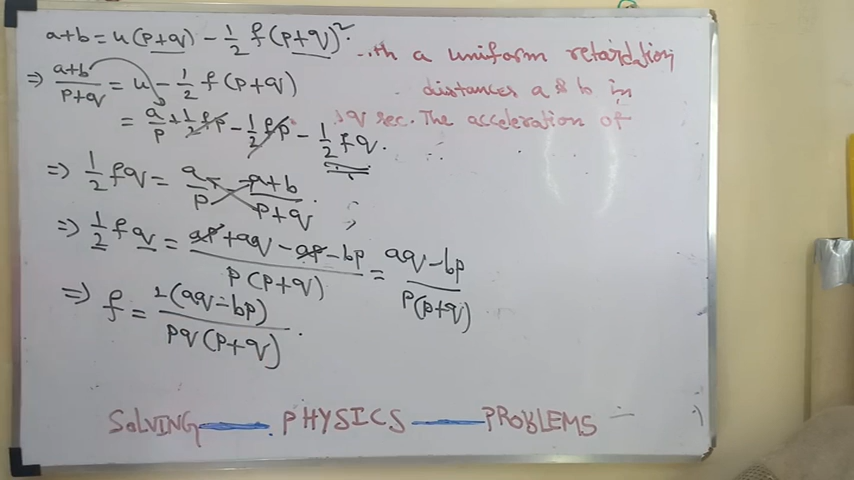 a+b = u(p+q) - 1/2 f(p+q)²
..th a uniform retardation
⇒ a+b/p+q = u - 1/2 f(p+q)
distances a & b in
= a/p + 1/2 fp - 1/2 fp - 1/2 fq.
q sec. The acceleration of
⇒ 1/2 fq = a/p - a+b/p+q
⇒ 1/2 fq = ap + aq - ap - bp / p(p+q) = aq - bp / p(p+q)
⇒ f = 2(aq - bp) / pq(p+q) .
SOLVING — PHYSICS — PROBLEMS